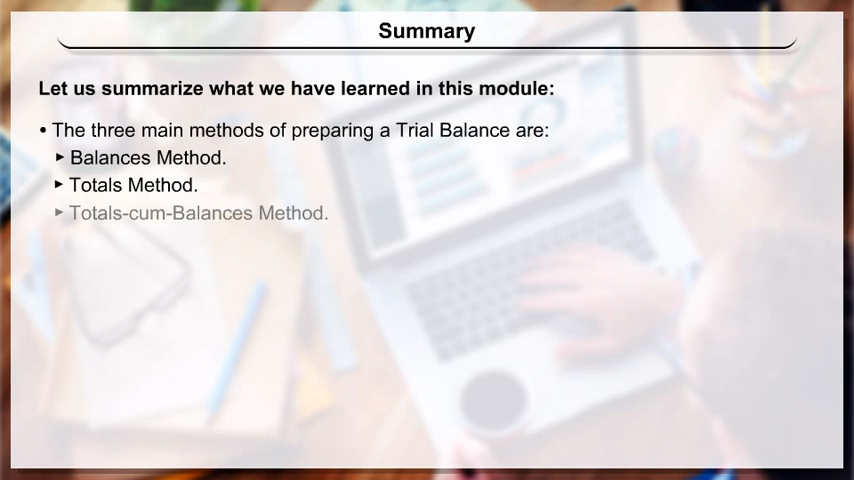 Summary
Let us summarize what we have learned in this module:
• The three main methods of preparing a Trial Balance are:
▸ Balances Method.
▸ Totals Method.
▸ Totals-cum-Balances Method.